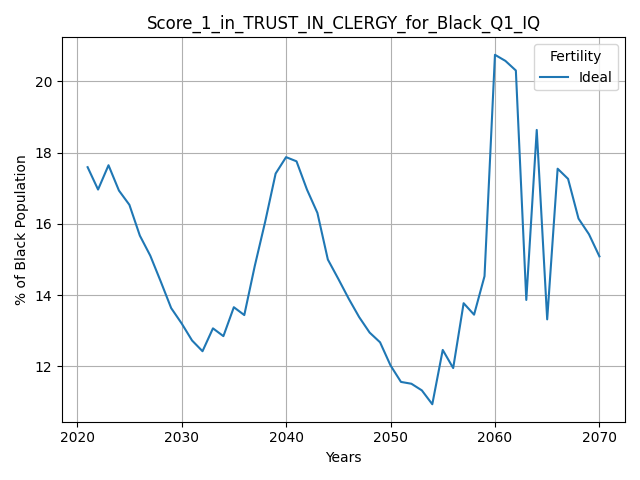 Score_1_in_TRUST_IN_CLERGY_for_Black_Q1_IQ
Fertility
Ideal
% of Black Population
20
18
16
14
12
2020 2030 2040 2050 2060 2070
Years